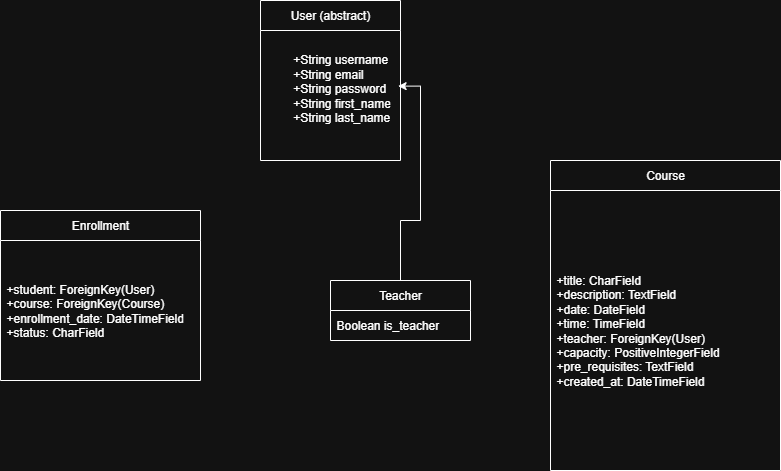 User (abstract)
+String username
+String email
+String password
+String first_name
+String last_name
Enrollment
+student: ForeignKey(User)
+course: ForeignKey(Course)
+enrollment_date: DateTimeField
+status: CharField
Teacher
Boolean is_teacher
Course
+title: CharField
+description: TextField
+date: DateField
+time: TimeField
+teacher: ForeignKey(User)
+capacity: PositiveIntegerField
+pre_requisites: TextField
+created_at: DateTimeField